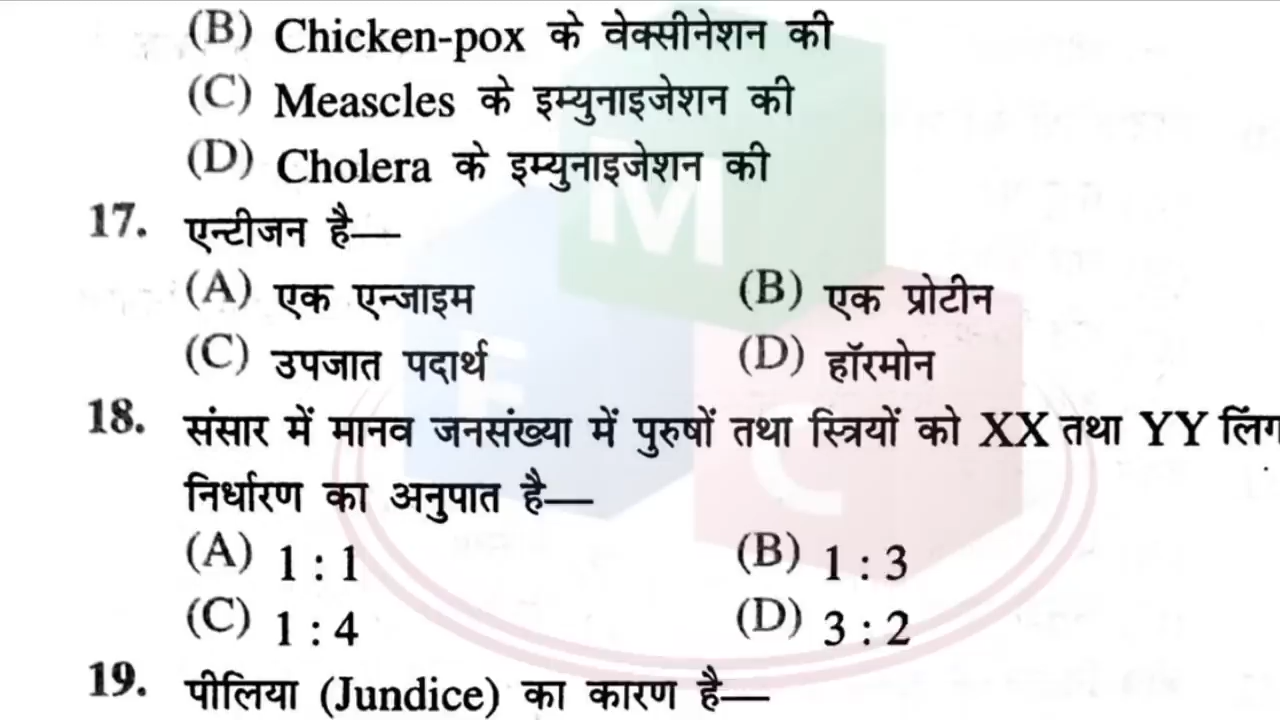 (B) Chicken-pox के वेक्सीनेशन की
(C) Meascles के इम्युनाइजेशन की
(D) Cholera के इम्युनाइजेशन की
17. एन्टीजन है—
(A) एक एन्जाइम (B) एक प्रोटीन
(C) उपजात पदार्थ (D) हॉरमोन
18. संसार में मानव जनसंख्या में पुरुषों तथा स्त्रियों को XX तथा YY लिंग
निर्धारण का अनुपात है—
(A) 1 : 1 (B) 1 : 3
(C) 1 : 4 (D) 3 : 2
19. पीलिया (Jundice) का कारण है—
M
E
C